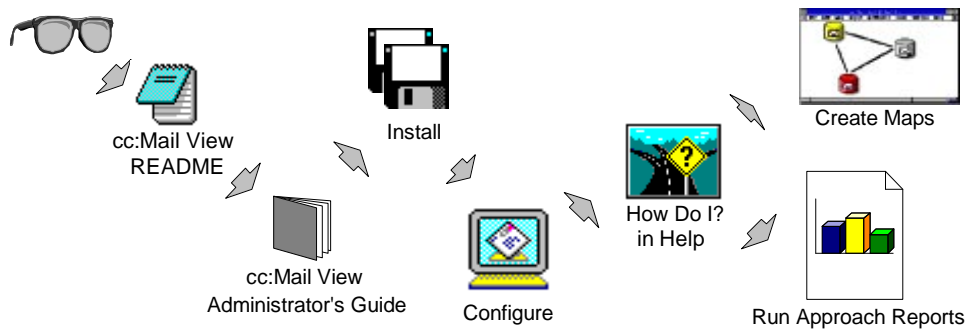 cc:Mail View
README
cc:Mail View
Administrator's Guide
Install
Configure
?
How Do I?
in Help
Create Maps
Run Approach Reports